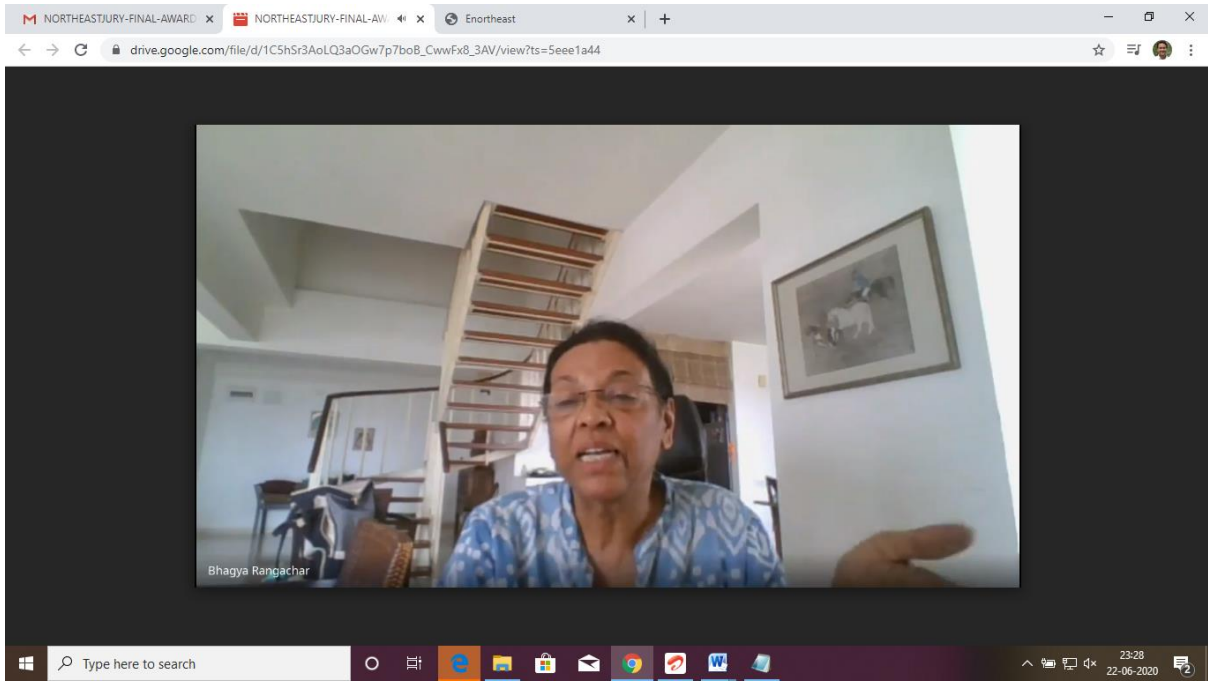 NORTHEASTJURY-FINAL-AWARD
NORTHEASTJURY-FINAL-AW
Enortheast
drive.google.com/file/d/1C5hSr3AoLQ3aOGw7p7boB_CwwFx8_3AV/view?ts=5eee1a44
Bhagya Rangachar
Type here to search
23:28
22-06-2020
2